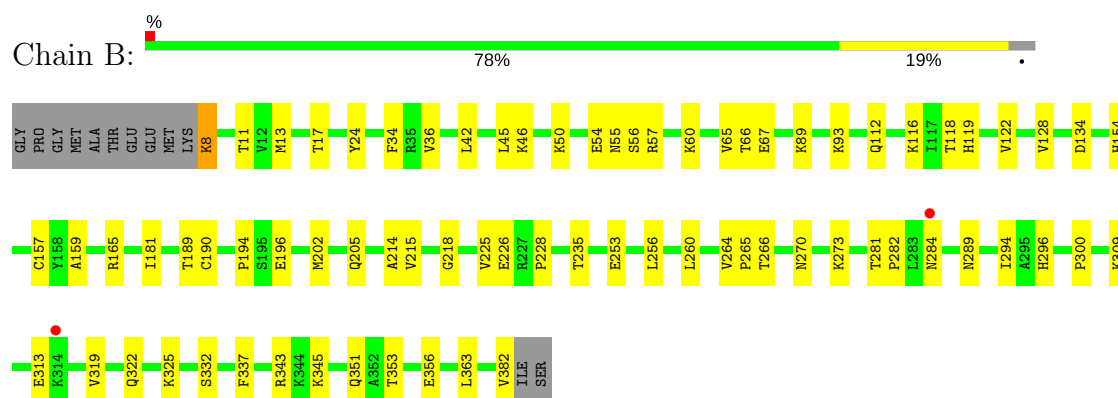 %
Chain B:
78% 19% •
GLY PRO GLY MET ALA THR GLU GLU MET LYS K8 T11 V12 M13 T17 Y24 F34 R35 V36 L42 L45 K46 K50 E54 N55 S56 R57 K60 V65 T66 E67 K89 K93 Q112 K116 I117 T118 H119 V122 V128 D134 H154
C157 Y158 A159 R165 I181 T189 C190 P194 S195 E196 M202 Q205 A214 V215 G218 V225 E226 R227 P228 T235 E253 L256 L260 V264 P265 T266 N270 K273 T281 P282 L283 N284 N289 I294 A295 H296 P300 K309
E313 K314 V319 Q322 K325 S332 F337 R343 K344 K345 Q351 A352 T353 E356 L363 V382 ILE SER